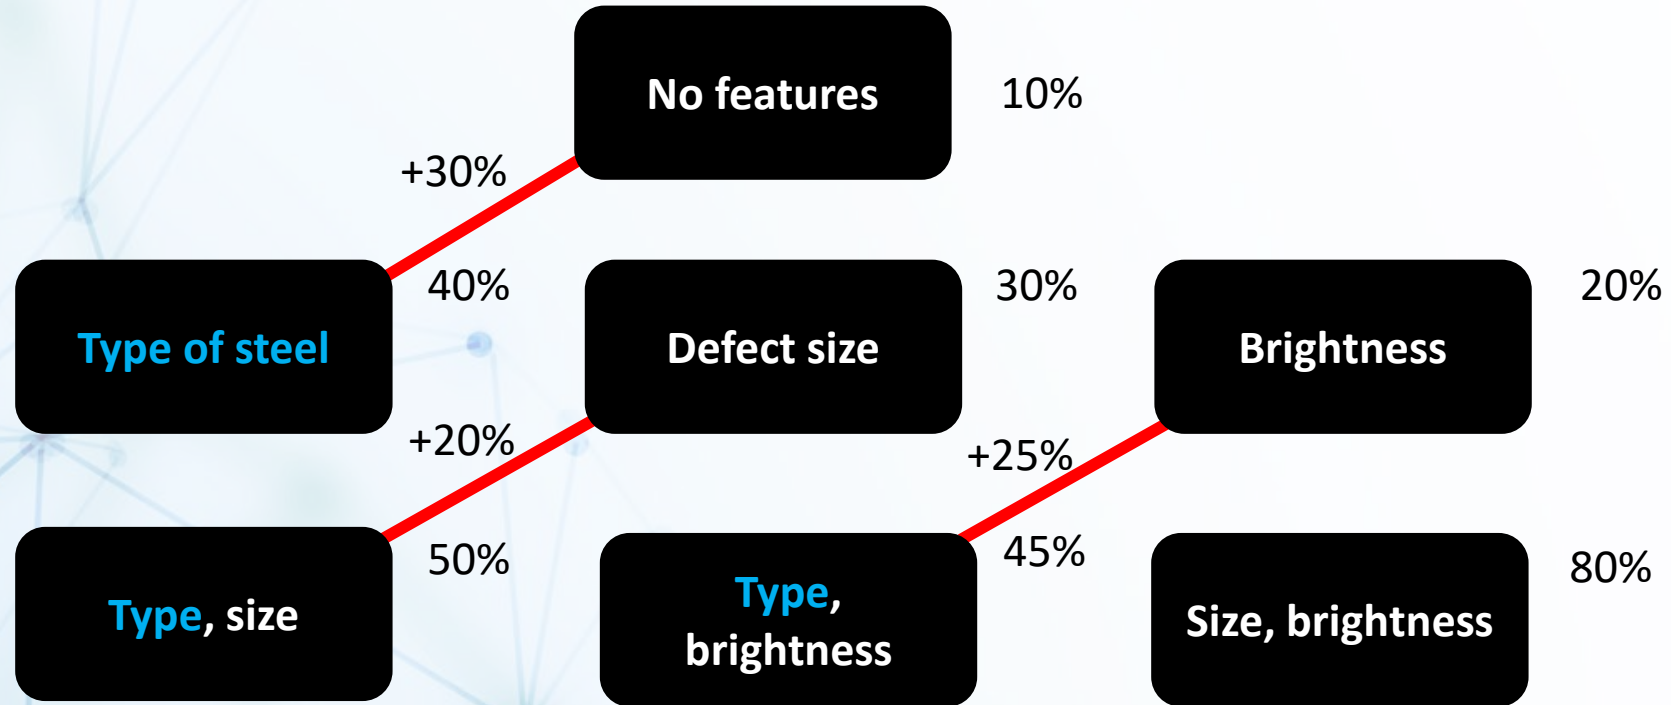 No features
10%
+30%
40%
30%
20%
Type of steel
Defect size
Brightness
+20%
+25%
50%
45%
80%
Type, size
Type,
brightness
Size, brightness